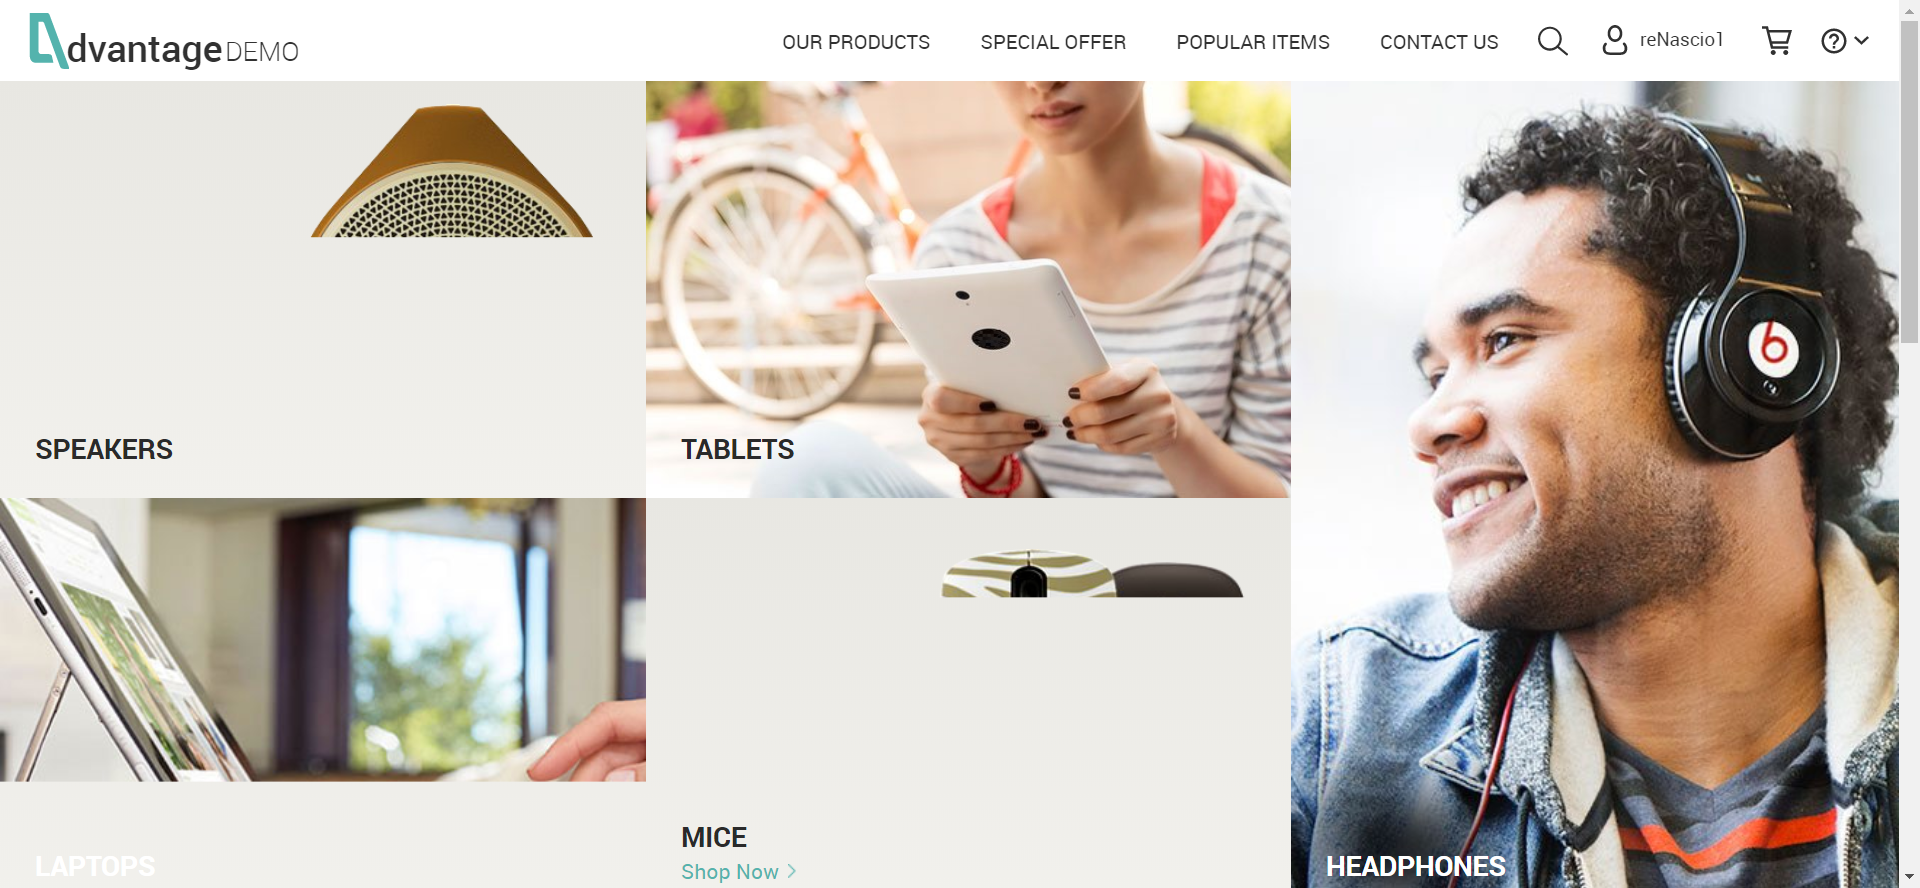 dvantage DEMO
OUR PRODUCTS SPECIAL OFFER POPULAR ITEMS CONTACT US reNascio1
SPEAKERS
TABLETS
LAPTOPS
MICE
Shop Now
HEADPHONES